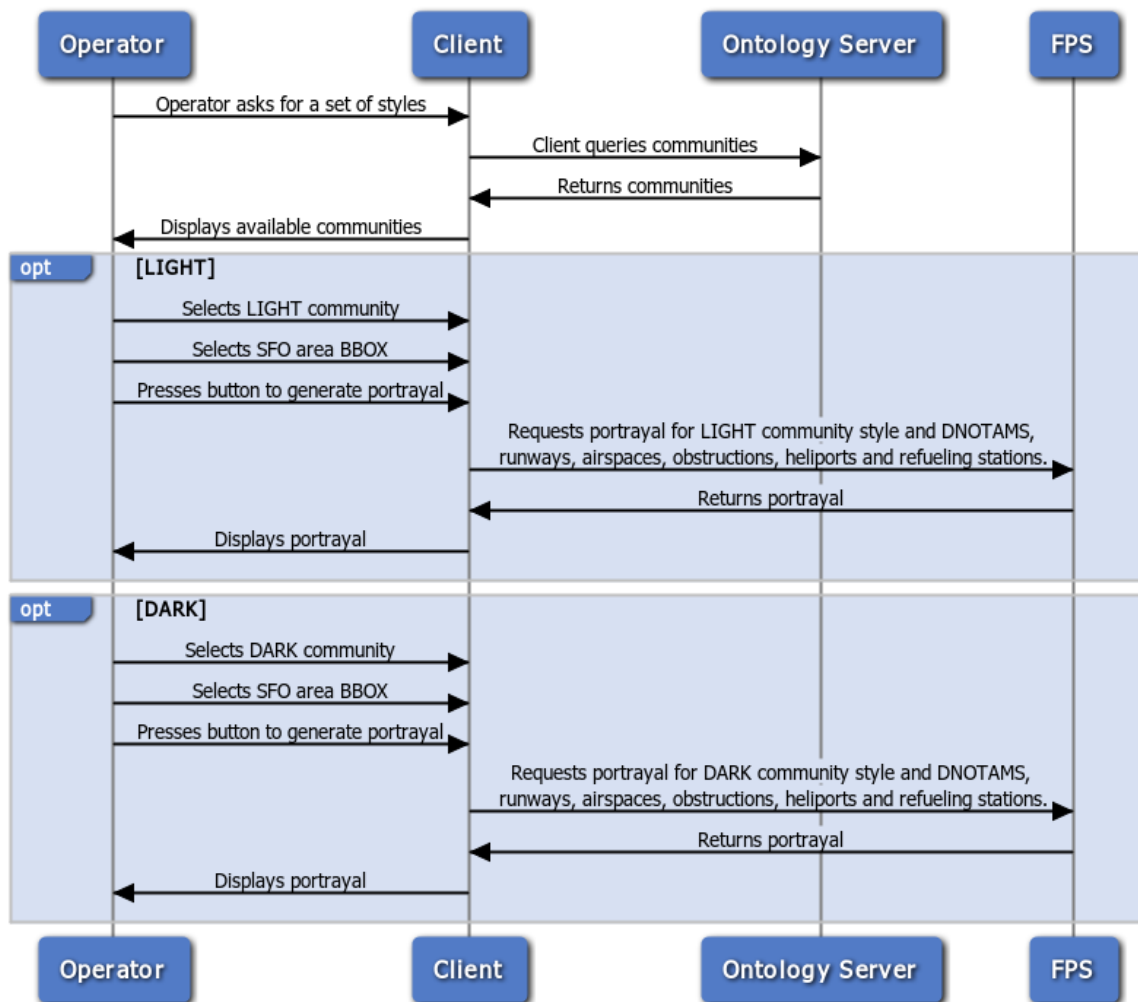 Operator
Client
Ontology Server
FPS
Operator asks for a set of styles
Client queries communities
Returns communities
Displays available communities
opt
[LIGHT]
Selects LIGHT community
Selects SFO area BBOX
Presses button to generate portrayal
Requests portrayal for LIGHT community style and DNOTAMS,
runways, airspaces, obstructions, heliports and refueling stations.
Returns portrayal
Displays portrayal
opt
[DARK]
Selects DARK community
Selects SFO area BBOX
Presses button to generate portrayal
Requests portrayal for DARK community style and DNOTAMS,
runways, airspaces, obstructions, heliports and refueling stations.
Returns portrayal
Displays portrayal
Operator
Client
Ontology Server
FPS